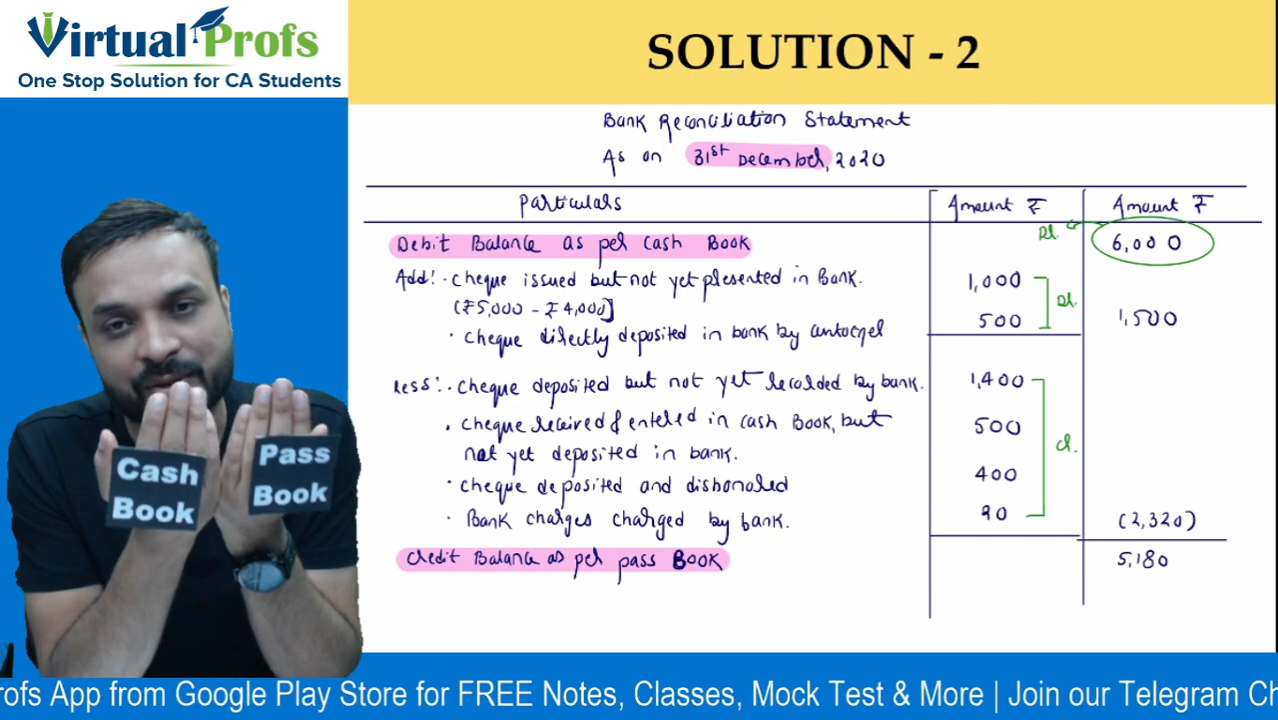 Virtual Profs
One Stop Solution for CA Students
SOLUTION - 2
Bank Reconciliation Statement
As on 31st December, 2020
Particulars Amount ₹ Amount ₹
Debit Balance as per Cash Book 6,000
Add: · cheque issued but not yet presented in Bank. 1,000
(₹5,000 - ₹4,000]
500 1,500
· cheque directly deposited in bank by
Less: · cheque deposited but not yet recorded by bank. 1,400
· cheque received & entered in cash Book, but 500
not yet deposited in bank.
· cheque deposited and dishonored 400
· Bank charges charged by bank. 20 (2,320)
Credit Balance as per pass Book 5,180
Cash
Book
Pass
Book
rofs App from Google Play Store for FREE Notes, Classes, Mock Test & More | Join our Telegram Ch